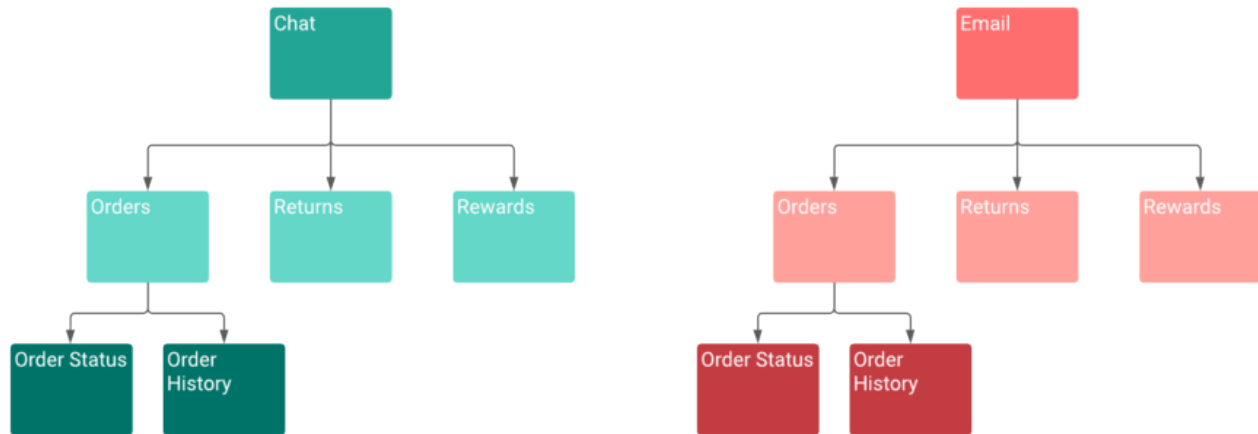 Chat
Email
Orders
Returns
Rewards
Orders
Returns
Rewards
Order Status
Order
History
Order Status
Order
History